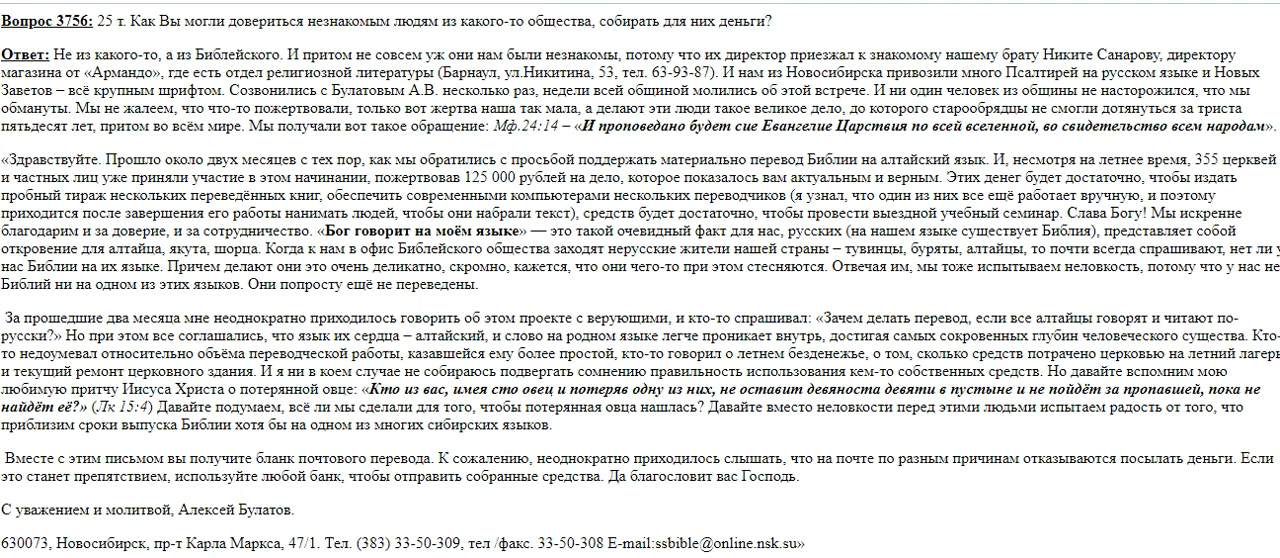 Вопрос 3756: 25 т. Как Вы могли довериться незнакомым людям из какого-то общества, собирать для них деньги?
Ответ: Не из какого-то, а из Библейского. И притом не совсем уж они нам были незнакомы, потому что их директор приезжал к знакомому нашему брату Никите Санарову, директору
магазина от «Армандо», где есть отдел религиозной литературы (Барнаул, ул.Никитина, 53, тел. 63-93-87). И нам из Новосибирска привозили много Псалтирей на русском языке и Новых
Заветов – всё крупным шрифтом. Созвонились с Булатовым А.В. несколько раз, недели всей общиной молились об этой встрече. И ни один человек из общины не насторожился, что мы
обмануты. Мы не жалеем, что что-то пожертвовали, только вот жертва наша так мала, а делают эти люди такое великое дело, до которого старообрядцы не смогли дотянуться за триста
пятьдесят лет, притом во всём мире. Мы получали вот такое обращение: Мф.24:14 – «И проповедано будет сие Евангелие Царствия по всей вселенной, во свидетельство всем народам».
«Здравствуйте. Прошло около двух месяцев с тех пор, как мы обратились с просьбой поддержать материально перевод Библии на алтайский язык. И, несмотря на летнее время, 355 церквей
и частных лиц уже приняли участие в этом начинании, пожертвовав 125 000 рублей на дело, которое показалось вам актуальным и верным. Этих денег будет достаточно, чтобы издать
пробный тираж нескольких переведённых книг, обеспечить современными компьютерами нескольких переводчиков (я узнал, что один из них все ещё работает вручную, и поэтому
приходится после завершения его работы нанимать людей, чтобы они набрали текст), средств будет достаточно, чтобы провести выездной учебный семинар. Слава Богу! Мы искренне
благодарим и за доверие, и за сотрудничество. «Бог говорит на моём языке» — это такой очевидный факт для нас, русских (на нашем языке существует Библия), представляет собой
откровение для алтайца, якута, шорца. Когда к нам в офис Библейского общества заходят нерусские жители нашей страны – тувинцы, буряты, алтайцы, то почти всегда спрашивают, нет ли у
нас Библии на их языке. Причем делают они это очень деликатно, скромно, кажется, что они чего-то при этом стесняются. Отвечая им, мы тоже испытываем неловкость, потому что у нас не
Библий ни на одном из этих языков. Они попросту ещё не переведены.
За прошедшие два месяца мне неоднократно приходилось говорить об этом проекте с верующими, и кто-то спрашивал: «Зачем делать перевод, если все алтайцы говорят и читают по-
русски?» Но при этом все соглашались, что язык их сердца – алтайский, и слово на родном языке легче проникает внутрь, достигая самых сокровенных глубин человеческого существа. Кто-
то недоумевал относительно объёма переводческой работы, казавшейся ему более простой, кто-то говорил о летнем безденежье, о том, сколько средств потрачено церковью на летний лагерь
и текущий ремонт церковного здания. И я ни в коем случае не собираюсь подвергать сомнению правильность использования кем-то собственных средств. Но давайте вспомним мою
любимую притчу Иисуса Христа о потерянной овце: «Кто из вас, имея сто овец и потеряв одну из них, не оставит девяноста девяти в пустыне и не пойдёт за пропавшей, пока не
найдёт её?» (Лк 15:4) Давайте подумаем, всё ли мы сделали для того, чтобы потерянная овца нашлась? Давайте вместо неловкости перед этими людьми испытаем радость от того, что
приблизим сроки выпуска Библии хотя бы на одном из многих сибирских языков.
Вместе с этим письмом вы получите бланк почтового перевода. К сожалению, неоднократно приходилось слышать, что на почте по разным причинам отказываются посылать деньги. Если
это станет препятствием, используйте любой банк, чтобы отправить собранные средства. Да благословит вас Господь.
С уважением и молитвой, Алексей Булатов.
630073, Новосибирск, пр-т Карла Маркса, 47/1. Тел. (383) 33-50-309, тел /факс. 33-50-308 E-mail:ssbible@online.nsk.su»